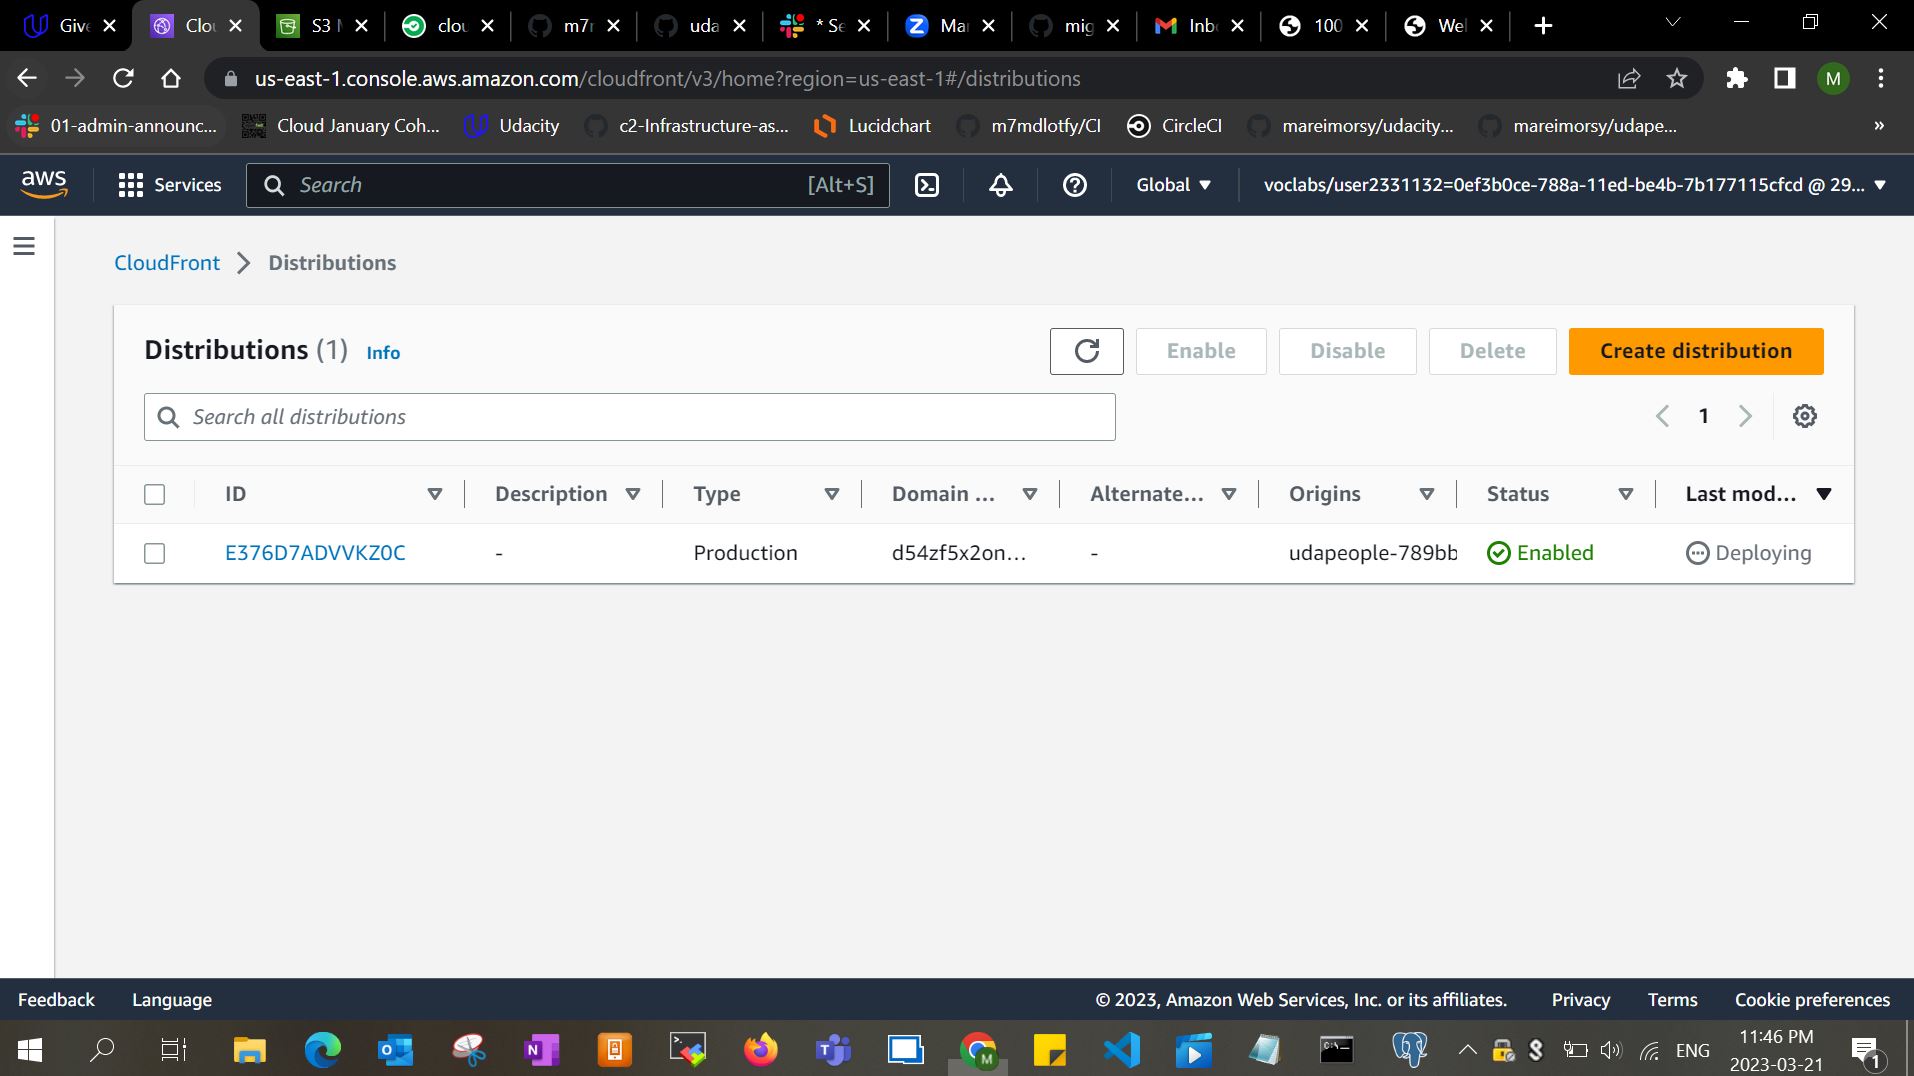 Give
Clou
S3 M
clou
m7m
uda
* Se
Mar
mig
Inbo
100
Wel
us-east-1.console.aws.amazon.com/cloudfront/v3/home?region=us-east-1#/distributions
M
01-admin-announc...
Cloud January Coh...
Udacity
c2-Infrastructure-as...
Lucidchart
m7mdlotfy/CI
CircleCI
mareimorsy/udacity...
mareimorsy/udape...
»
aws
Services
Search
[Alt+S]
Global
voclabs/user2331132=0ef3b0ce-788a-11ed-be4b-7b177115cfcd @ 29...
CloudFront
Distributions
Distributions (1)
Info
Enable
Disable
Delete
Create distribution
Search all distributions
1
ID
Description
Type
Domain ...
Alternate...
Origins
Status
Last mod...
E376D7ADVVKZ0C
-
Production
d54zf5x2on...
-
udapeople-789bb
Enabled
Deploying
Feedback
Language
© 2023, Amazon Web Services, Inc. or its affiliates.
Privacy
Terms
Cookie preferences
ENG
11:46 PM
2023-03-21
1